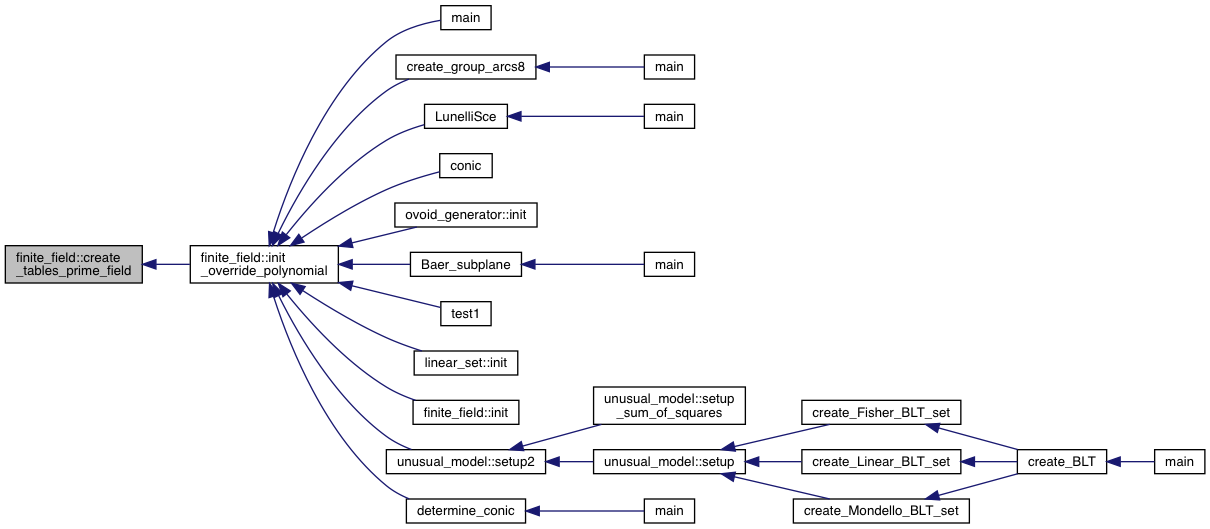 main
create_group_arcs8
main
LunelliSce
main
conic
ovoid_generator::init
finite_field::create
_tables_prime_field
finite_field::init
_override_polynomial
Baer_subplane
main
test1
linear_set::init
finite_field::init
unusual_model::setup
_sum_of_squares
create_Fisher_BLT_set
unusual_model::setup2
unusual_model::setup
create_Linear_BLT_set
create_BLT
main
determine_conic
main
create_Mondello_BLT_set